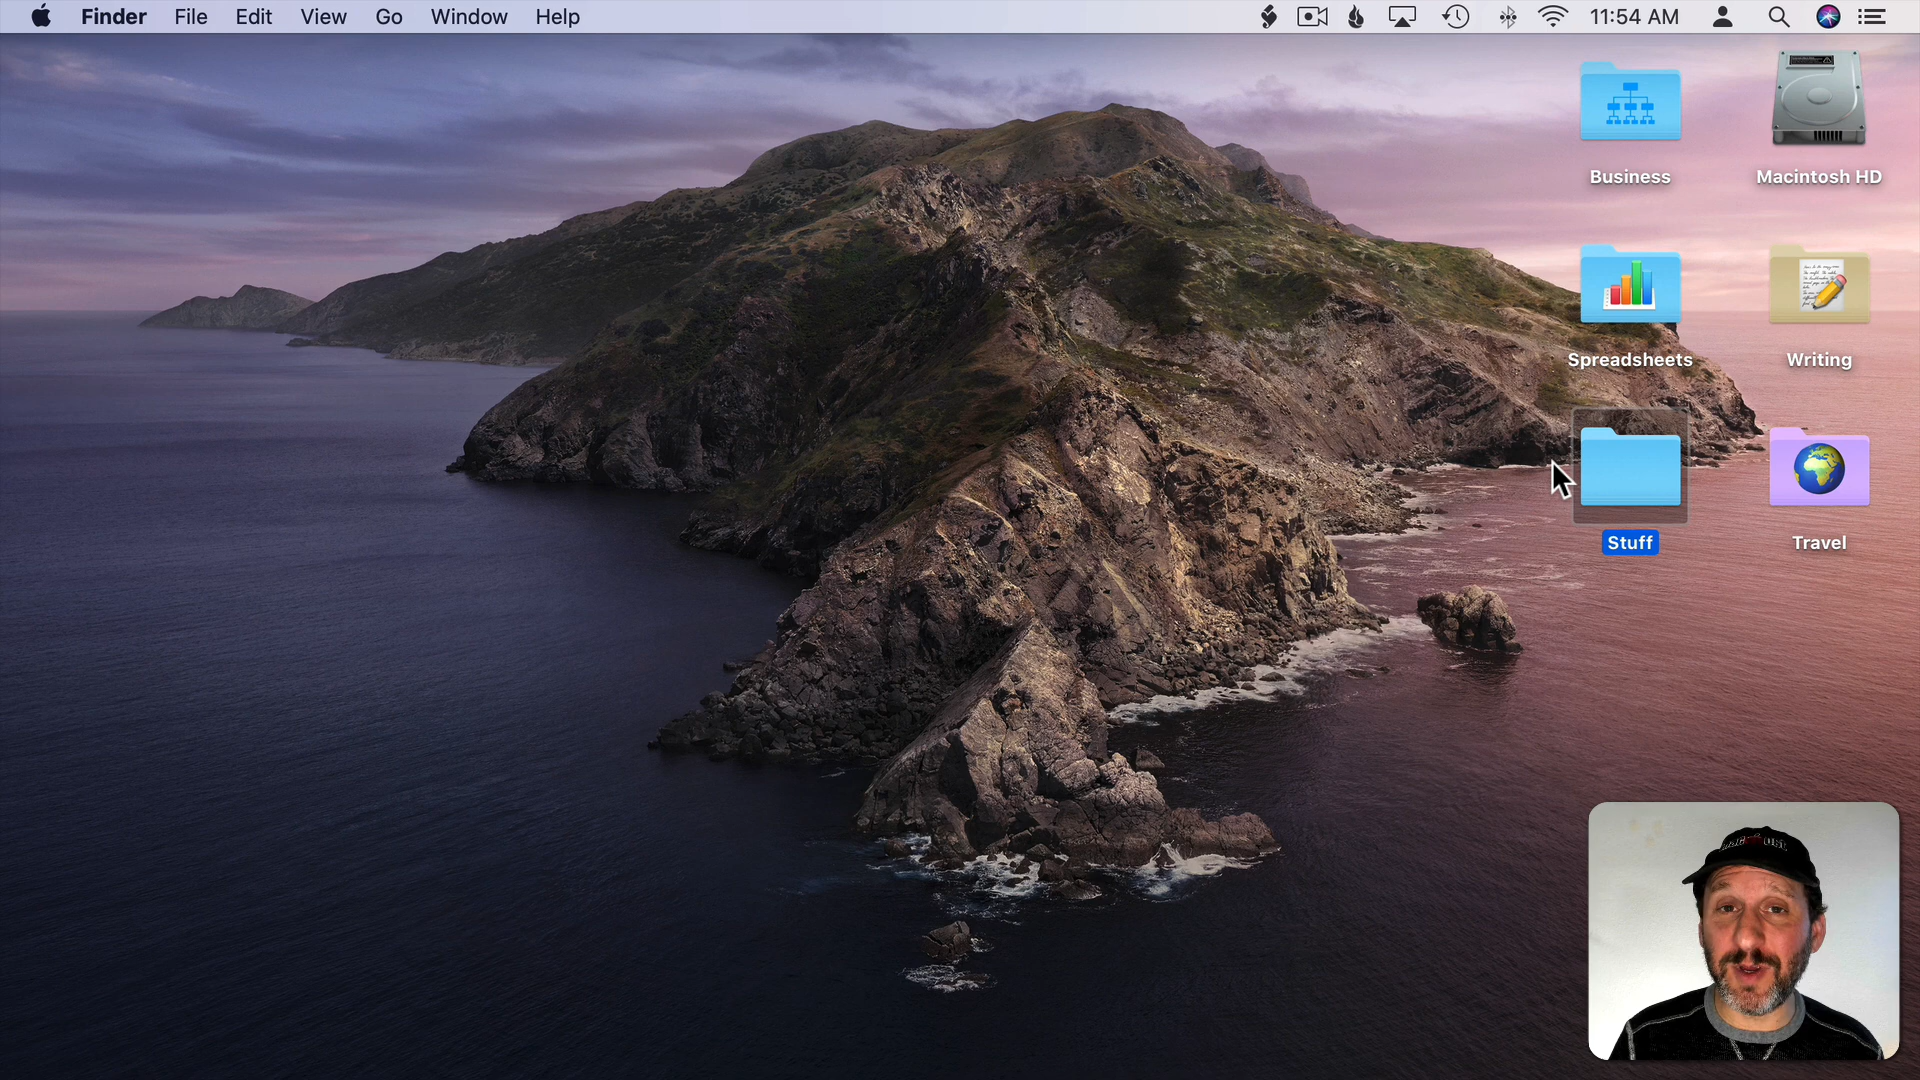 Finder File Edit View Go Window Help 11:54 AM
Business Macintosh HD
Spreadsheets Writing
Stuff Travel